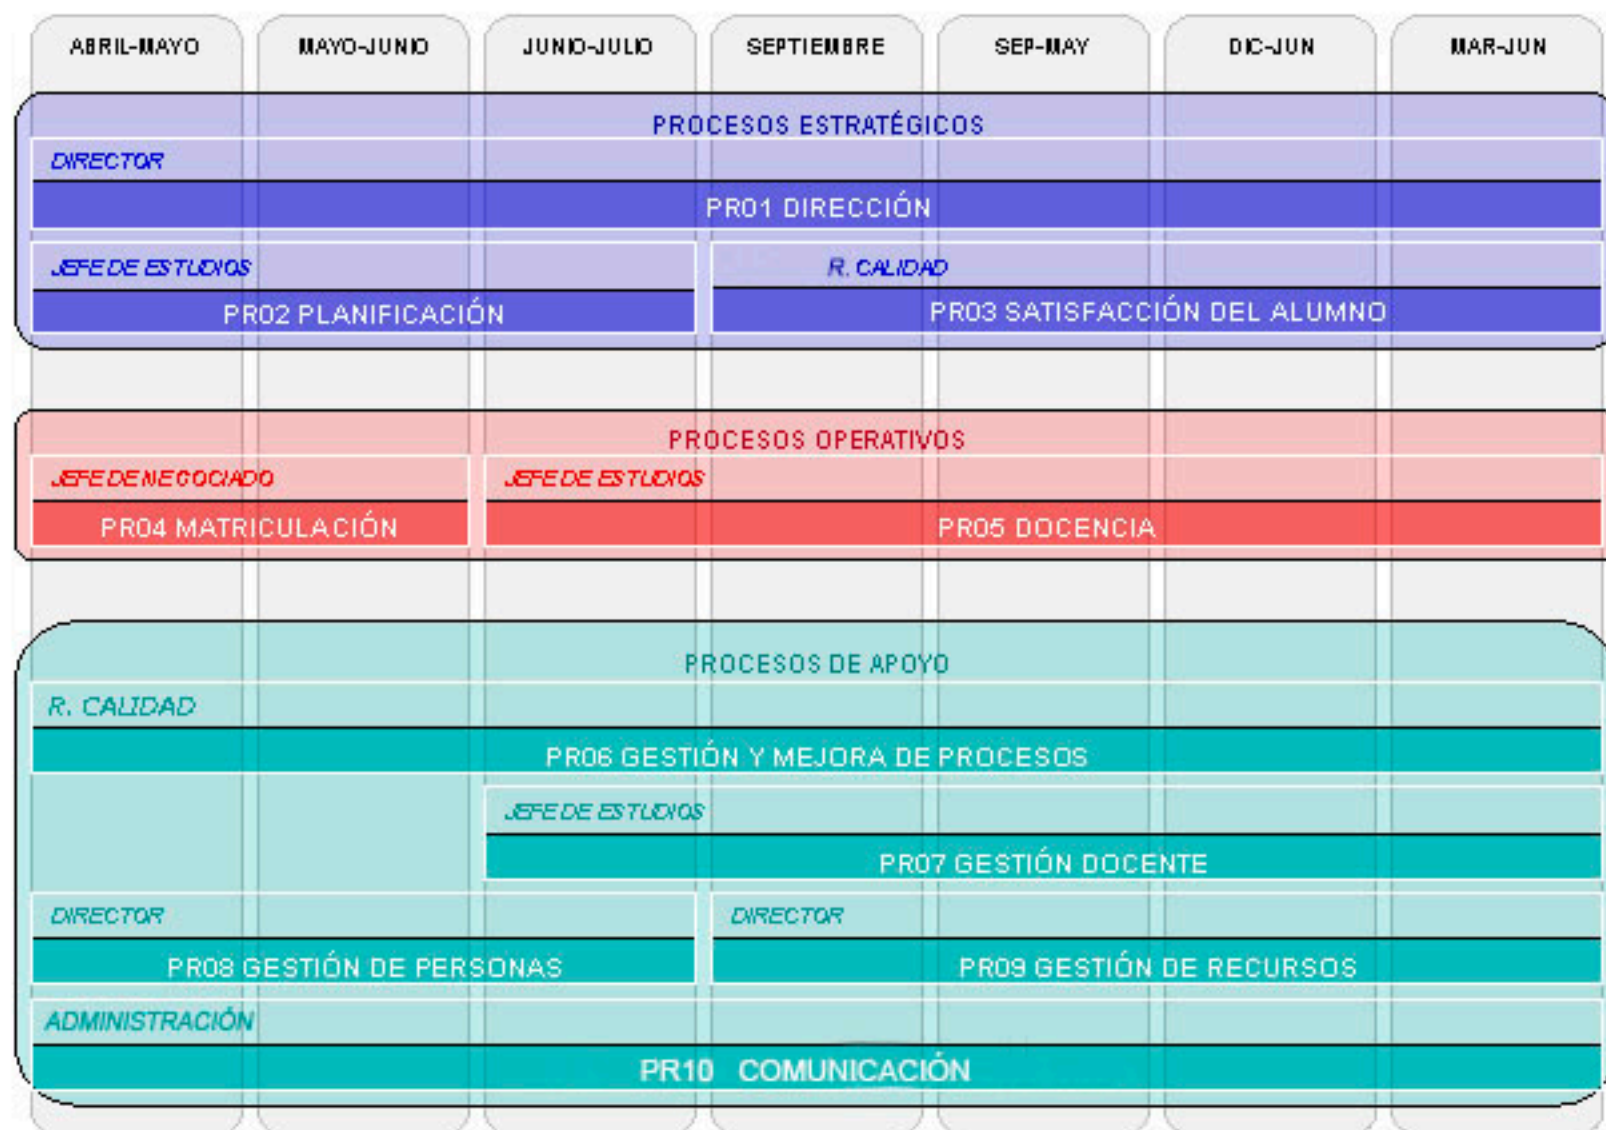 ABRIL-MAYO MAYO-JUNIO JUNIO-JULIO SEPTIEMBRE SEP-MAY DIC-JUN MAR-JUN
PROCESOS ESTRATÉGICOS
DIRECTOR
PR01 DIRECCIÓN
JEFE DE ESTUDIOS R. CALIDAD
PR02 PLANIFICACIÓN PR03 SATISFACCIÓN DEL ALUMNO
PROCESOS OPERATIVOS
JEFE DE NEGOCIADO JEFE DE ESTUDIOS
PR04 MATRICULACIÓN PR05 DOCENCIA
PROCESOS DE APOYO
R. CALIDAD
PR06 GESTIÓN Y MEJORA DE PROCESOS
JEFE DE ESTUDIOS
PR07 GESTIÓN DOCENTE
DIRECTOR DIRECTOR
PR08 GESTIÓN DE PERSONAS PR09 GESTIÓN DE RECURSOS
ADMINISTRACIÓN
PR10 COMUNICACIÓN